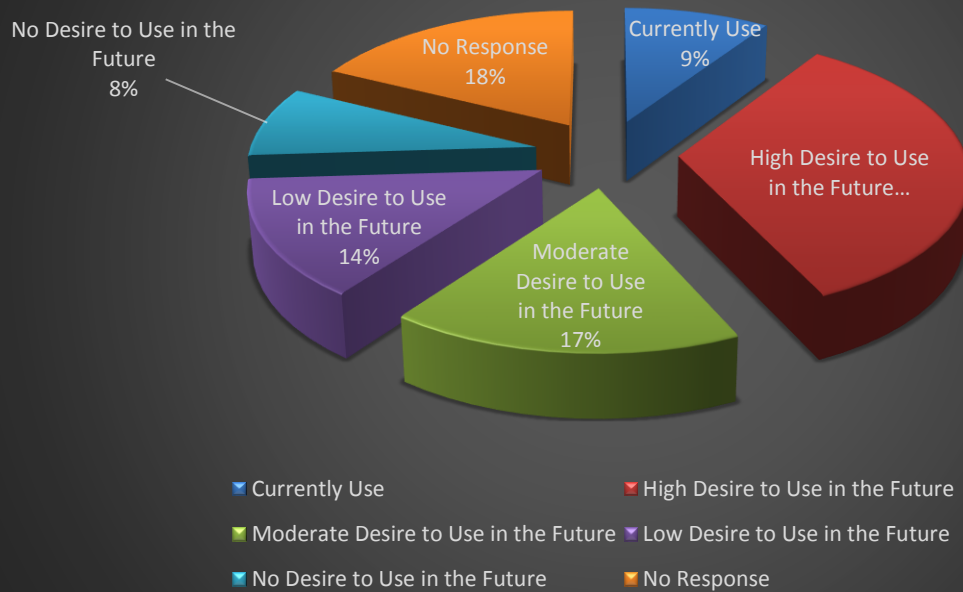 No Desire to Use in the
Future
8%
No Response
18%
Currently Use
9%
High Desire to Use
in the Future...
Low Desire to Use
in the Future
14%
Moderate
Desire to Use
in the Future
17%
Currently Use
High Desire to Use in the Future
Moderate Desire to Use in the Future
Low Desire to Use in the Future
No Desire to Use in the Future
No Response